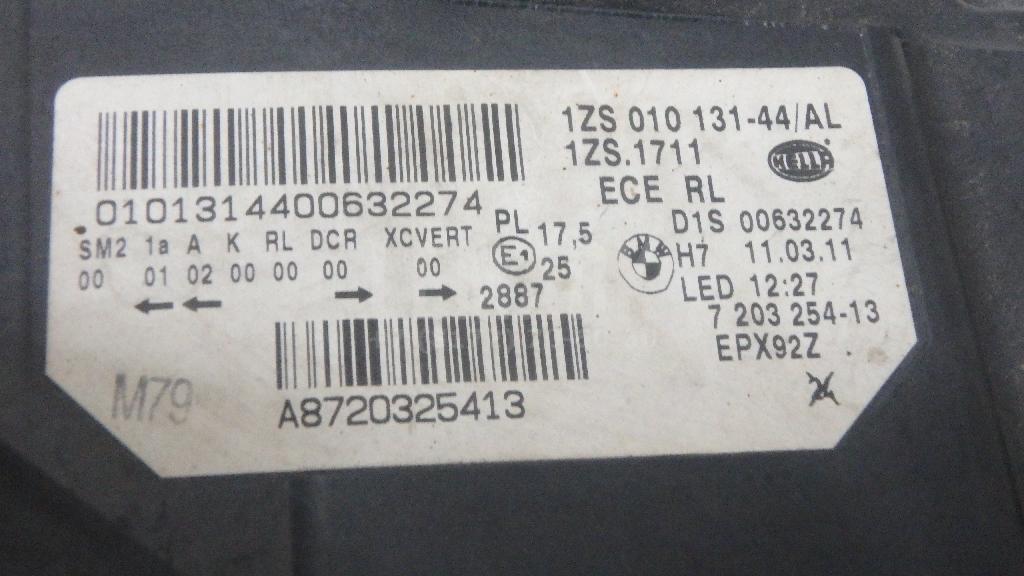 1ZS 010 131-44/AL
1ZS.1711
HELLA
ECE RL
0101314400632274
SM2 1a A K RL DCR XCVERT
00 01 02 00 00 00 00
PL 17,5
E1 25
2887
BMW
D1S 00632274
H7 11.03.11
LED 12:27
7 203 254-13
EPX92Z
M79
A8720325413